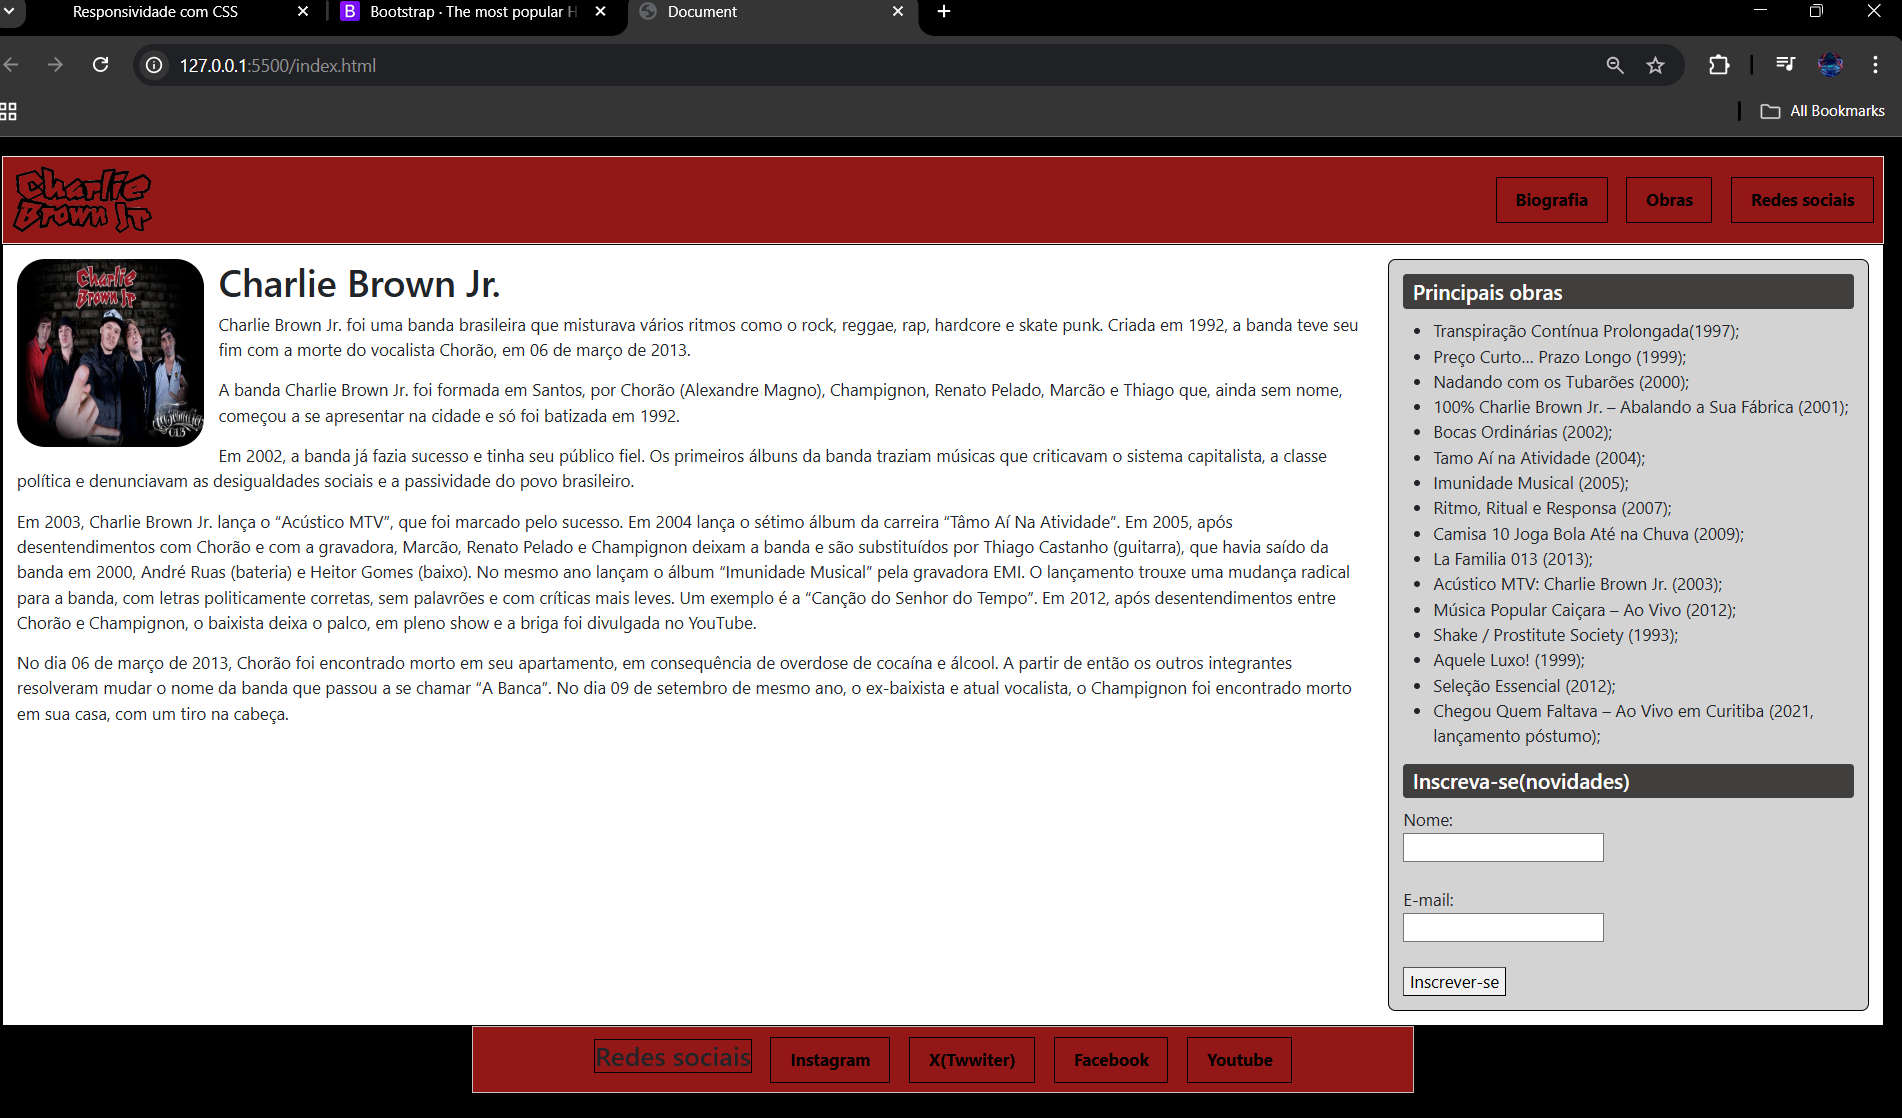 Responsividade com CSS
B Bootstrap · The most popular H
Document
127.0.0.1:5500/index.html
All Bookmarks
Charlie
Brown Jr
Biografia
Obras
Redes sociais
Charlie
Brown Jr
La Familia
013
Charlie Brown Jr.
Charlie Brown Jr. foi uma banda brasileira que misturava vários ritmos como o rock, reggae, rap, hardcore e skate punk. Criada em 1992, a banda teve seu
fim com a morte do vocalista Chorão, em 06 de março de 2013.
A banda Charlie Brown Jr. foi formada em Santos, por Chorão (Alexandre Magno), Champignon, Renato Pelado, Marcão e Thiago que, ainda sem nome,
começou a se apresentar na cidade e só foi batizada em 1992.
Em 2002, a banda já fazia sucesso e tinha seu público fiel. Os primeiros álbuns da banda traziam músicas que criticavam o sistema capitalista, a classe
política e denunciavam as desigualdades sociais e a passividade do povo brasileiro.
Em 2003, Charlie Brown Jr. lança o “Acústico MTV”, que foi marcado pelo sucesso. Em 2004 lança o sétimo álbum da carreira “Tâmo Aí Na Atividade”. Em 2005, após
desentendimentos com Chorão e com a gravadora, Marcão, Renato Pelado e Champignon deixam a banda e são substituídos por Thiago Castanho (guitarra), que havia saído da
banda em 2000, André Ruas (bateria) e Heitor Gomes (baixo). No mesmo ano lançam o álbum “Imunidade Musical” pela gravadora EMI. O lançamento trouxe uma mudança radical
para a banda, com letras politicamente corretas, sem palavrões e com críticas mais leves. Um exemplo é a “Canção do Senhor do Tempo”. Em 2012, após desentendimentos entre
Chorão e Champignon, o baixista deixa o palco, em pleno show e a briga foi divulgada no YouTube.
No dia 06 de março de 2013, Chorão foi encontrado morto em seu apartamento, em consequência de overdose de cocaína e álcool. A partir de então os outros integrantes
resolveram mudar o nome da banda que passou a se chamar “A Banca”. No dia 09 de setembro de mesmo ano, o ex-baixista e atual vocalista, o Champignon foi encontrado morto
em sua casa, com um tiro na cabeça.
Principais obras
Transpiração Contínua Prolongada(1997);
Preço Curto... Prazo Longo (1999);
Nadando com os Tubarões (2000);
100% Charlie Brown Jr. – Abalando a Sua Fábrica (2001);
Bocas Ordinárias (2002);
Tamo Aí na Atividade (2004);
Imunidade Musical (2005);
Ritmo, Ritual e Responsa (2007);
Camisa 10 Joga Bola Até na Chuva (2009);
La Familia 013 (2013);
Acústico MTV: Charlie Brown Jr. (2003);
Música Popular Caiçara – Ao Vivo (2012);
Shake / Prostitute Society (1993);
Aquele Luxo! (1999);
Seleção Essencial (2012);
Chegou Quem Faltava – Ao Vivo em Curitiba (2021,
lançamento póstumo);
Inscreva-se(novidades)
Nome:
E-mail:
Inscrever-se
Redes sociais
Instagram
X(Twwiter)
Facebook
Youtube